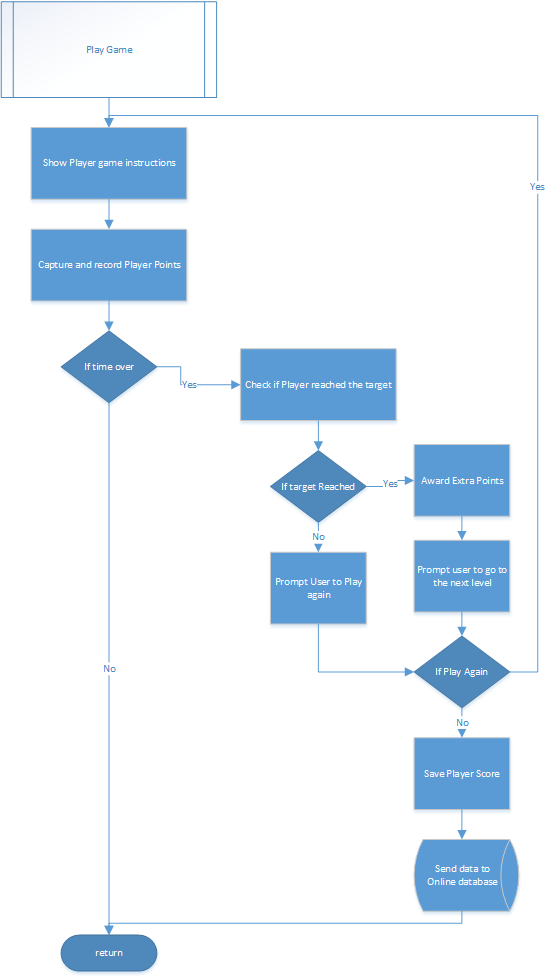 Play Game
Show Player game instructions
Yes
Capture and record Player Points
If time over
Yes
Check if Player reached the target
If target Reached
Yes
Award Extra Points
No
Prompt User to Play
again
Prompt user to go to
the next level
No
If Play Again
No
Save Player Score
Send data to
Online database
return